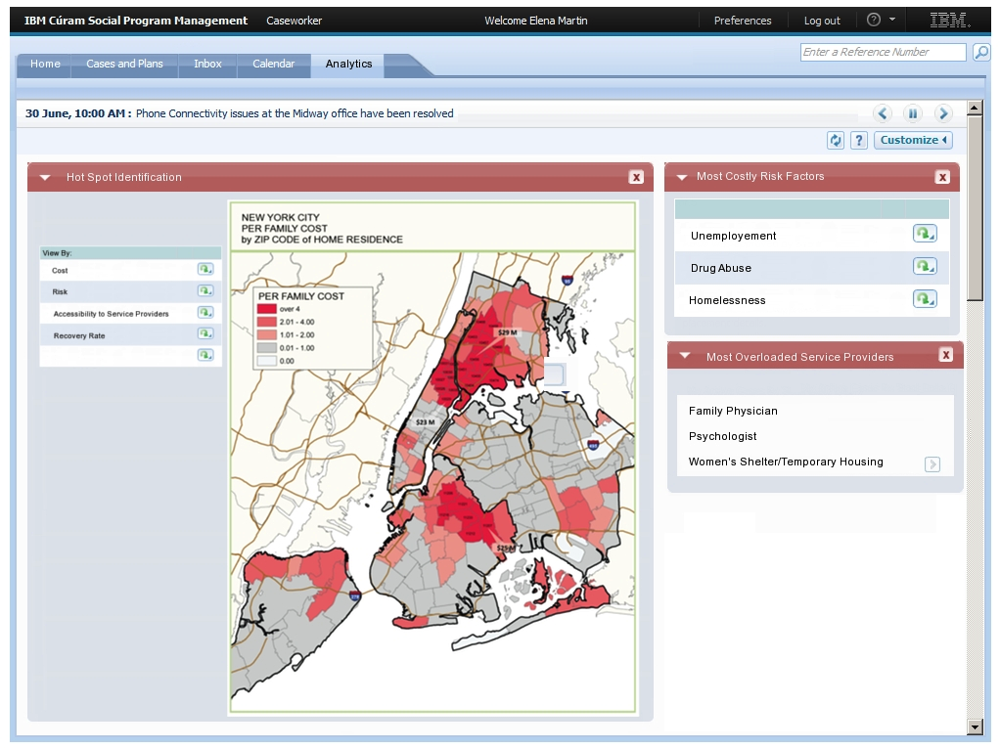 IBM Cúram Social Program Management
Caseworker
Welcome Elena Martin
Preferences
Log out
?
IBM.
Enter a Reference Number
Home
Cases and Plans
Inbox
Calendar
Analytics
30 June, 10:00 AM : Phone Connectivity issues at the Midway office have been resolved
?
Customize
Hot Spot Identification
x
View By:
Cost
Risk
Accessibility to Service Providers
Recovery Rate
NEW YORK CITY
PER FAMILY COST
by ZIP CODE of HOME RESIDENCE
PER FAMILY COST
over 4
2.01 - 4.00
1.01 - 2.00
0.01 - 1.00
0.00
$29 M
$23 M
Most Costly Risk Factors
x
Unemployement
Drug Abuse
Homelessness
Most Overloaded Service Providers
x
Family Physician
Psychologist
Women's Shelter/Temporary Housing